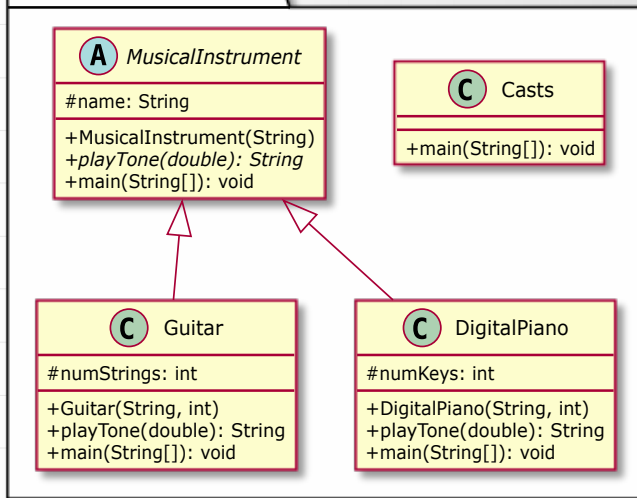 A MusicalInstrument
#name: String
+MusicalInstrument(String)
+playTone(double): String
+main(String[]): void
C Casts
+main(String[]): void
C Guitar
#numStrings: int
+Guitar(String, int)
+playTone(double): String
+main(String[]): void
C DigitalPiano
#numKeys: int
+DigitalPiano(String, int)
+playTone(double): String
+main(String[]): void